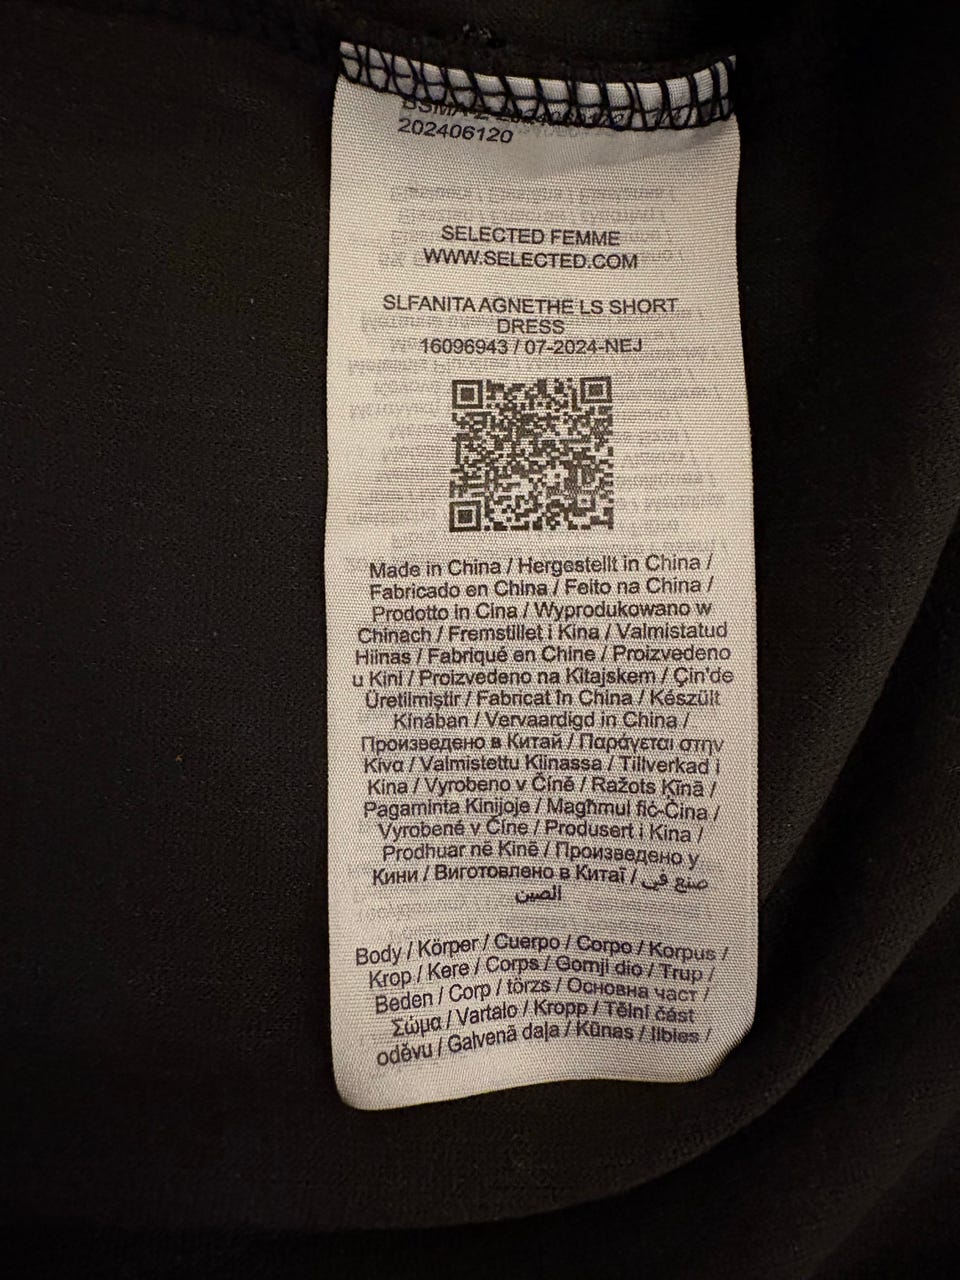 202406120
SELECTED FEMME
WWW.SELECTED.COM
SLFANITA AGNETHE LS SHORT
DRESS
16096943 / 07-2024-NEJ
Made in China / Hergestellt in China /
Fabricado en China / Feito na China /
Prodotto in Cina / Wyprodukowano w
Chinach / Fremstillet i Kina / Valmistatud
Hiinas / Fabriqué en Chine / Proizvedeno
u Kini / Proizvedeno na Kitajskem / Çin'de
Üretilmiştir / Fabricat în China / Készült
Kínában / Vervaardigd in China /
Произведено в Китай / Παράγεται στην
Κίνα / Valmistettu Kiinassa / Tillverkad i
Kina / Vyrobeno v Číně / Ražots Ķīnā /
Pagaminta Kinijoje / Magħmul fiċ-Ċina /
Vyrobené v Číne / Produsert i Kina /
Prodhuar në Kinë / Произведено у
Кини / Виготовлено в Китаї / صنع في
الصين
Body / Körper / Cuerpo / Corpo / Korpus /
Krop / Kere / Corps / Gornji dio / Trup /
Beden / Corp / törzs / Основна част /
Σώμα / Vartalo / Kropp / Tělní část
oděvu / Galvenā daļa / Kūnas / Ilbies /